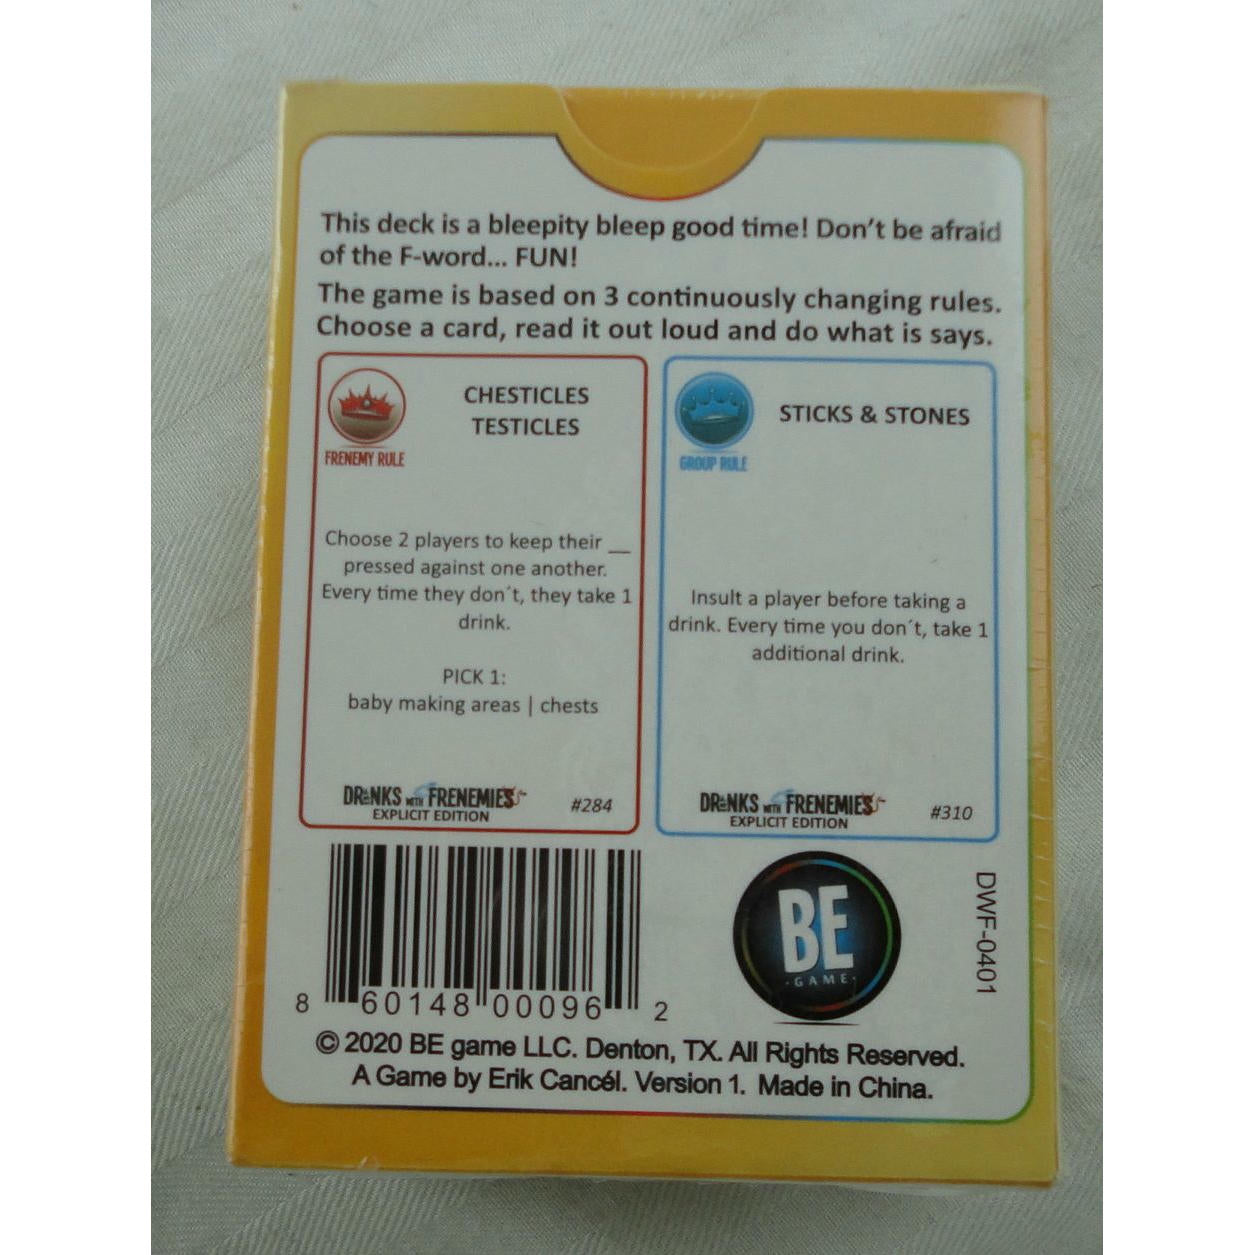 This deck is a bleepity bleep good time! Don't be afraid
of the F-word... FUN!
The game is based on 3 continuously changing rules.
Choose a card, read it out loud and do what is says.
CHESTICLES
TESTICLES
FRENEMY RULE
Choose 2 players to keep their __
pressed against one another.
Every time they don´t, they take 1
drink.
PICK 1:
baby making areas | chests
DRINKS WITH FRENEMIES™
EXPLICIT EDITION
#284
STICKS & STONES
GROUP RULE
Insult a player before taking a
drink. Every time you don´t, take 1
additional drink.
DRINKS WITH FRENEMIES™
EXPLICIT EDITION
#310
8 60148 00096 2
BE
·GAME·
DWF-0401
© 2020 BE game LLC. Denton, TX. All Rights Reserved.
A Game by Erik Cancél. Version 1. Made in China.